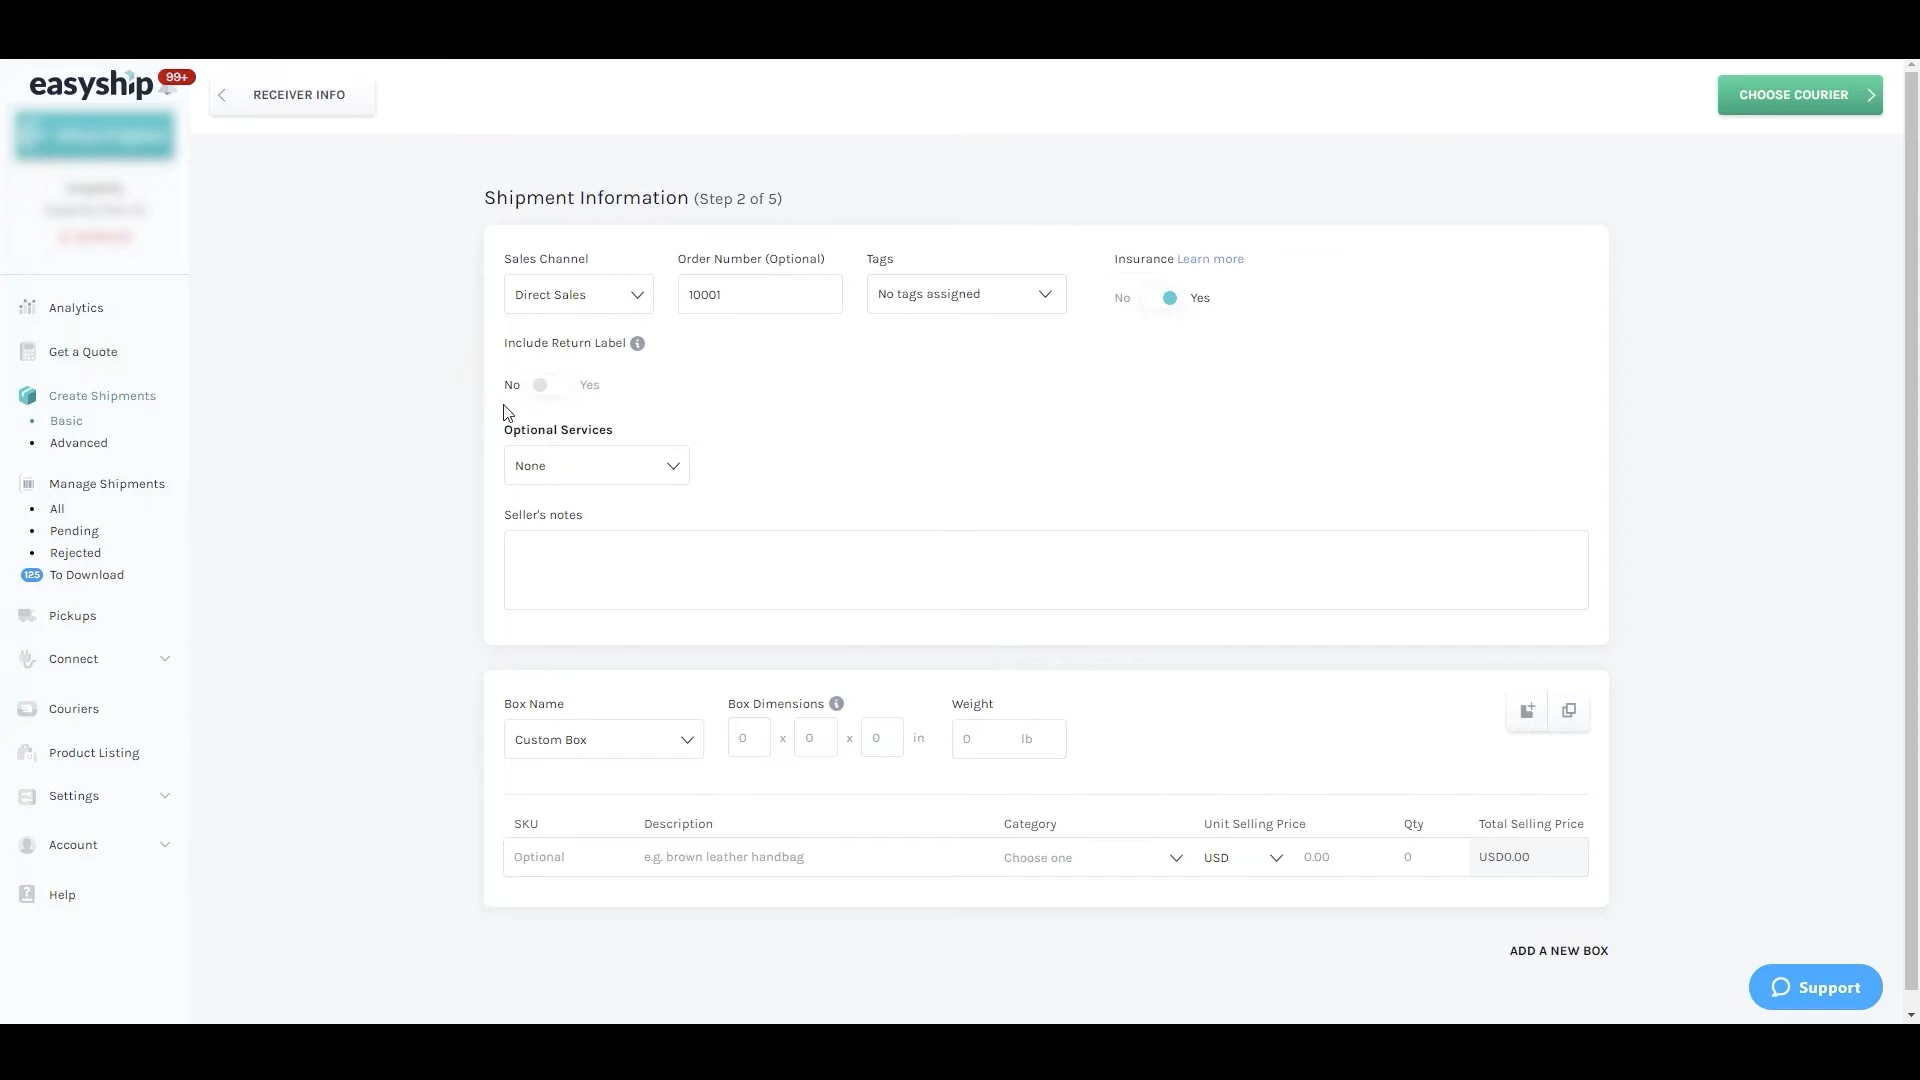 easyship 99+
RECEIVER INFO
CHOOSE COURIER
Analytics
Get a Quote
Create Shipments
Basic
Advanced
Manage Shipments
All
Pending
Rejected
125 To Download
Pickups
Connect
Couriers
Product Listing
Settings
Account
Help
Shipment Information (Step 2 of 5)
Sales Channel Order Number (Optional) Tags Insurance Learn more
Direct Sales 10001 No tags assigned No Yes
Include Return Label i
No Yes
Optional Services
None
Seller's notes
Box Name Box Dimensions i Weight
Custom Box 0 x 0 x 0 in 0 lb
SKU Description Category Unit Selling Price Qty Total Selling Price
Optional e.g. brown leather handbag Choose one USD 0.00 0 USD0.00
ADD A NEW BOX
Support